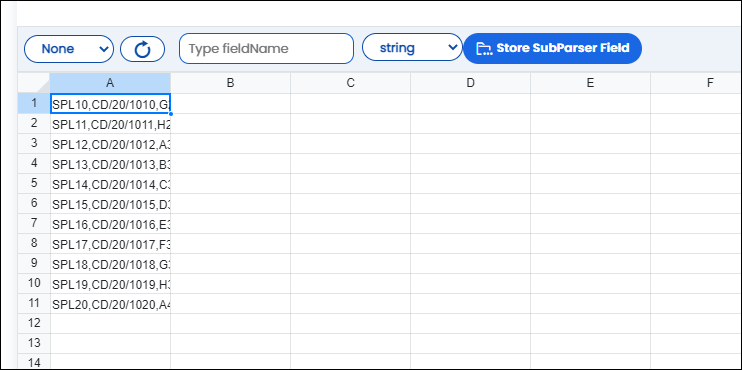 None Type fieldName string Store SubParser Field
A B C D E F
1 SPL10,CD/20/1010,G2
2 SPL11,CD/20/1011,H2
3 SPL12,CD/20/1012,A3
4 SPL13,CD/20/1013,B3
5 SPL14,CD/20/1014,C3
6 SPL15,CD/20/1015,D3
7 SPL16,CD/20/1016,E3
8 SPL17,CD/20/1017,F3
9 SPL18,CD/20/1018,G3
10 SPL19,CD/20/1019,H3
11 SPL20,CD/20/1020,A4
12
13
14